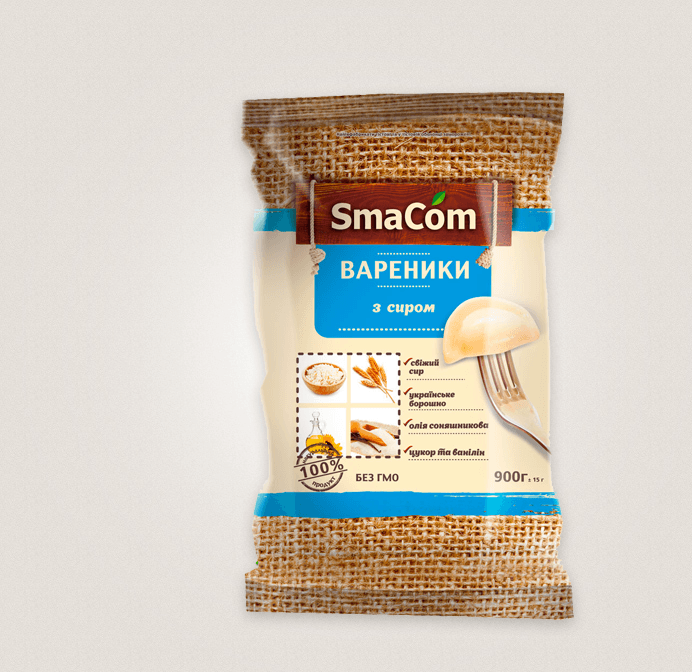 SmaCom
ВАРЕНИКИ
з сиром
свіжий
сир
українське
борошно
олія соняшникова
цукор та ванілін
100%
продукт
БЕЗ ГМО
900г± 15 г